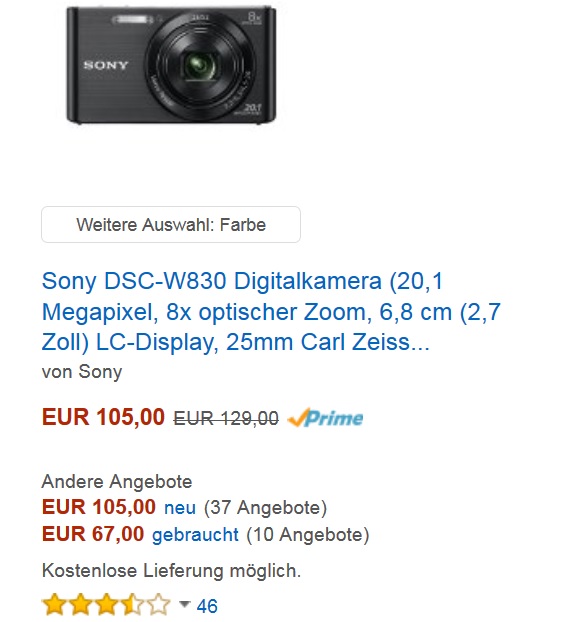 SONY
8x
20.1
Weitere Auswahl: Farbe
Sony DSC-W830 Digitalkamera (20,1
Megapixel, 8x optischer Zoom, 6,8 cm (2,7
Zoll) LC-Display, 25mm Carl Zeiss...
von Sony
EUR 105,00 EUR 129,00 Prime
Andere Angebote
EUR 105,00 neu (37 Angebote)
EUR 67,00 gebraucht (10 Angebote)
Kostenlose Lieferung möglich.
46